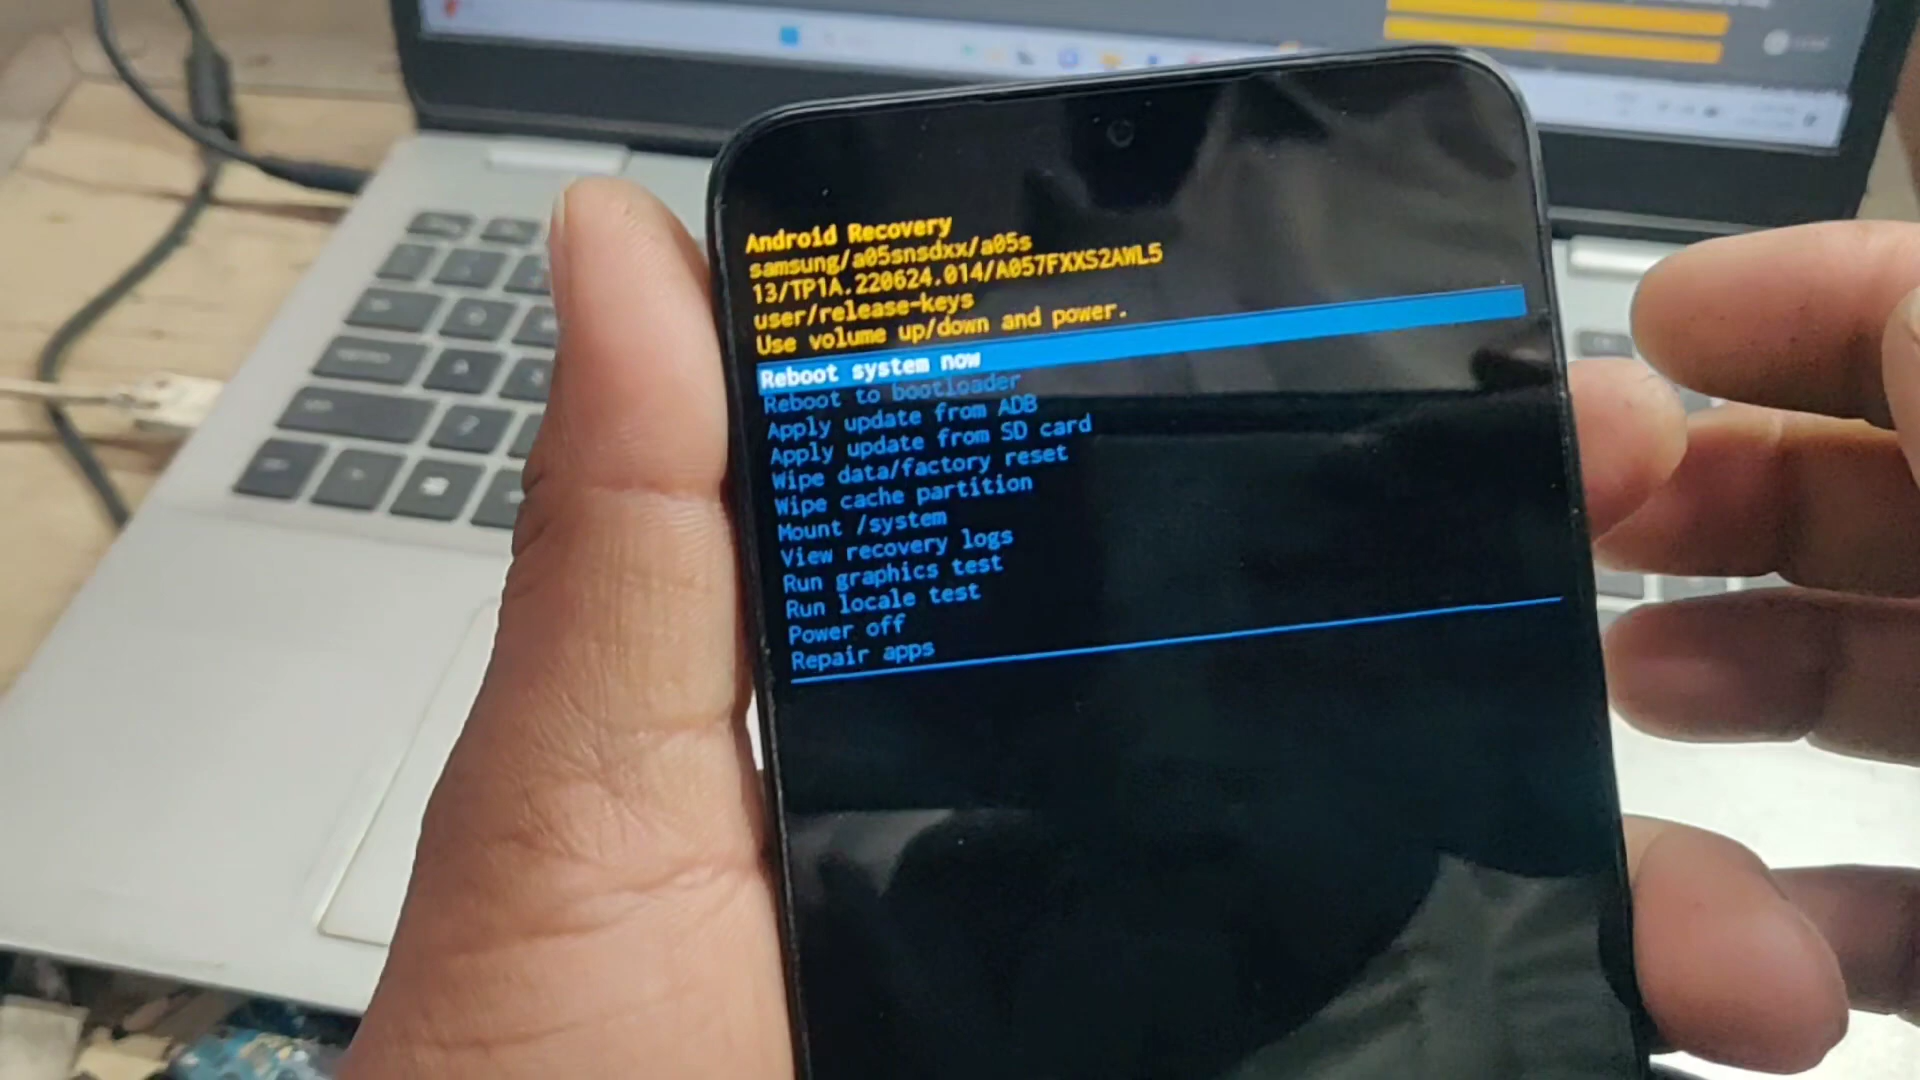 Android Recovery
samsung/a05snsdxx/a05s
13/TP1A.220624.014/A057FXXS2AWL5
user/release-keys
Use volume up/down and power.
Reboot system now
Reboot to bootloader
Apply update from ADB
Apply update from SD card
Wipe data/factory reset
Wipe cache partition
Mount /system
View recovery logs
Run graphics test
Run locale test
Power off
Repair apps